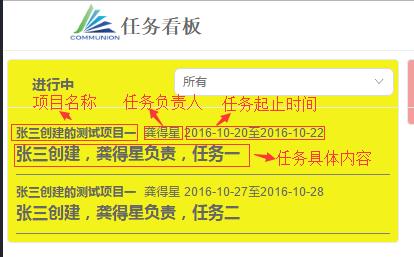 COMMUNION
任务看板
进行中
所有
项目名称
任务负责人
任务起止时间
张三创建的测试项目一 龚得星 2016-10-20至2016-10-22
张三创建，龚得星负责，任务一
任务具体内容
张三创建的测试项目一 龚得星 2016-10-27至2016-10-28
张三创建，龚得星负责，任务二